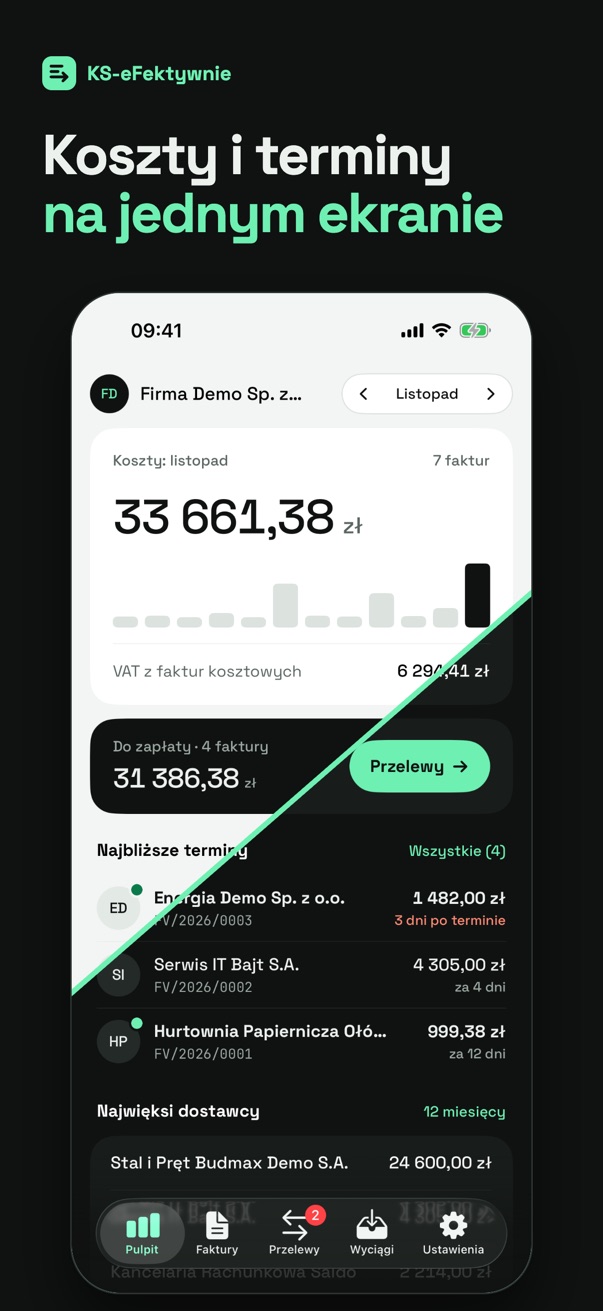 KS-eFektywnie
Koszty i terminy
na jednym ekranie
09:41
FD Firma Demo Sp. z... Listopad
Koszty: listopad 7 faktur
33 661,38 zł
VAT z faktur kosztowych 6 294,41 zł
Do zapłaty · 4 faktury
31 386,38 zł
Przelewy →
Najbliższe terminy Wszystkie (4)
ED Energia Demo Sp. z o.o. 1 482,00 zł
FV/2026/0003 3 dni po terminie
SI Serwis IT Bajt S.A. 4 305,00 zł
FV/2026/0002 za 4 dni
HP Hurtownia Papiernicza Ołó... 999,38 zł
FV/2026/0001 za 12 dni
Najwięksi dostawcy 12 miesięcy
Stal i Pręt Budmax Demo S.A. 24 600,00 zł
2
Pulpit Faktury Przelewy Wyciągi Ustawienia
Kancelaria Rachunkowa Saldo 2 214,00 zł